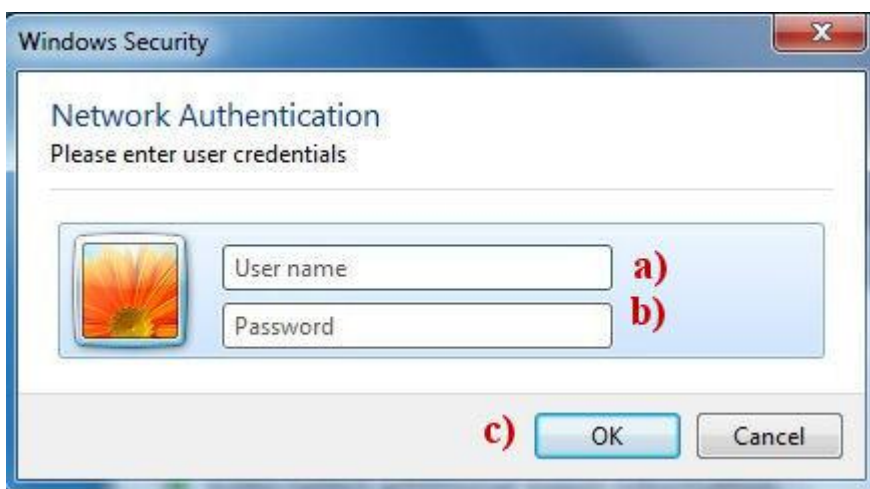 Windows Security
Network Authentication
Please enter user credentials
User name a)
Password b)
c) OK Cancel